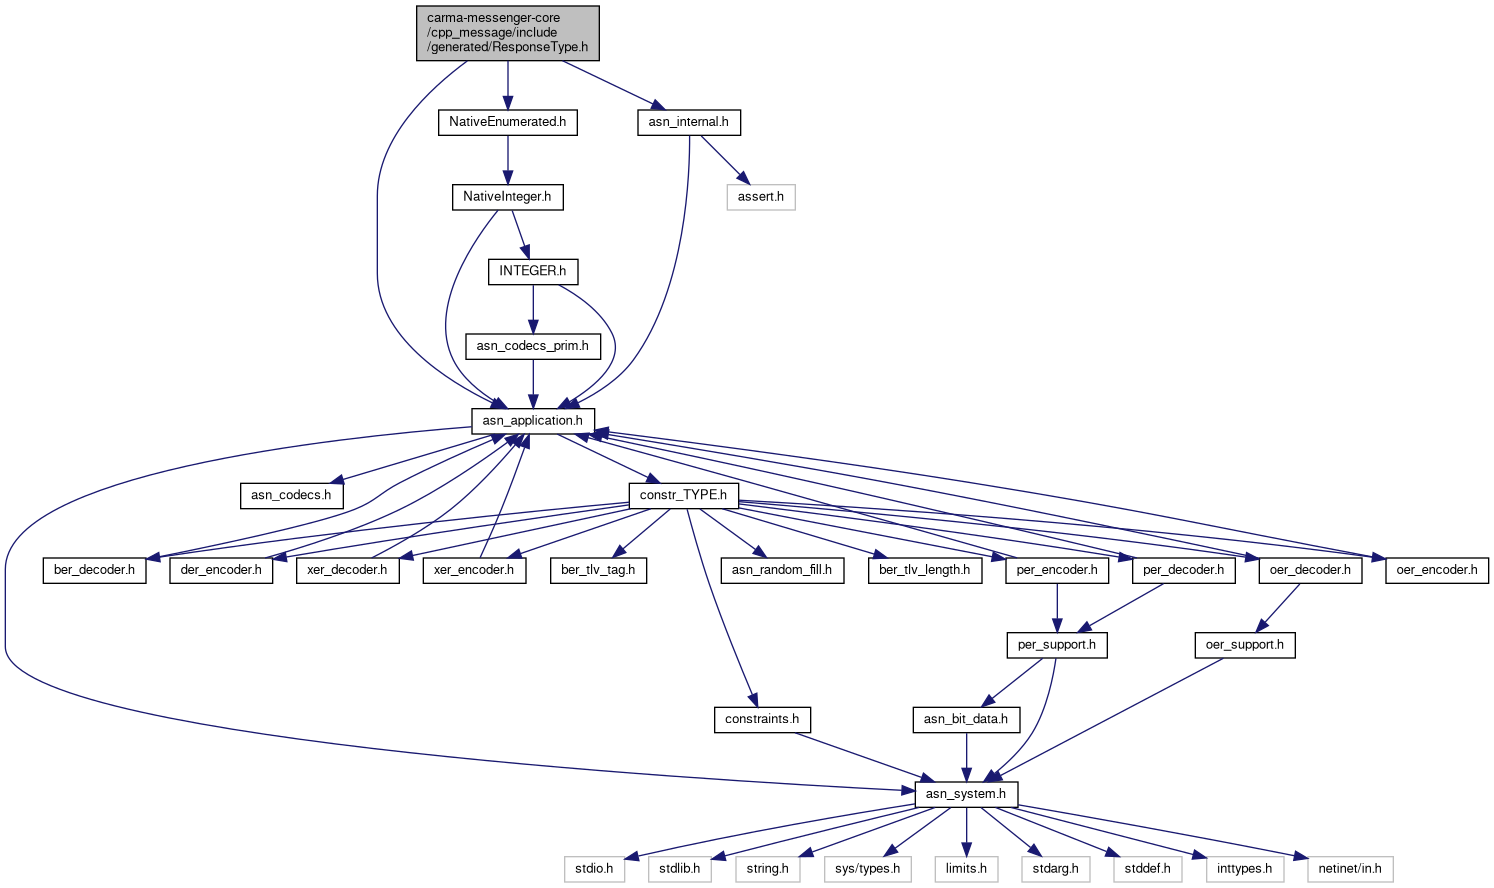 carma-messenger-core
/cpp_message/include
/generated/ResponseType.h
NativeEnumerated.h
asn_internal.h
NativeInteger.h
assert.h
INTEGER.h
asn_codecs_prim.h
asn_application.h
asn_codecs.h
constr_TYPE.h
ber_decoder.h
der_encoder.h
xer_decoder.h
xer_encoder.h
ber_tlv_tag.h
asn_random_fill.h
ber_tlv_length.h
per_encoder.h
per_decoder.h
oer_decoder.h
oer_encoder.h
per_support.h
oer_support.h
constraints.h
asn_bit_data.h
asn_system.h
stdio.h
stdlib.h
string.h
sys/types.h
limits.h
stdarg.h
stddef.h
inttypes.h
netinet/in.h